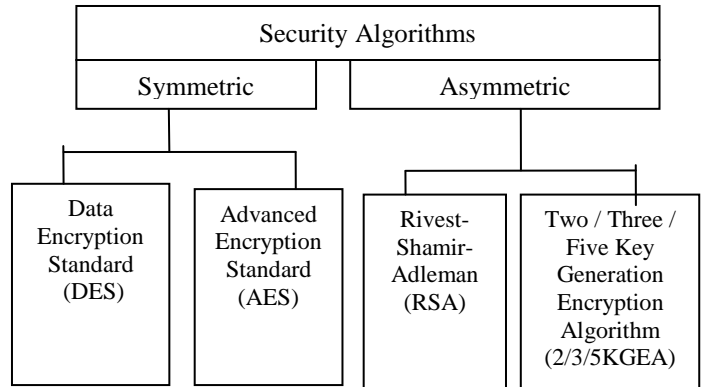 Security Algorithms
Symmetric
Asymmetric
Data
Encryption
Standard
(DES)
Advanced
Encryption
Standard
(AES)
Rivest-
Shamir-
Adleman
(RSA)
Two / Three /
Five Key
Generation
Encryption
Algorithm
(2/3/5KGEA)